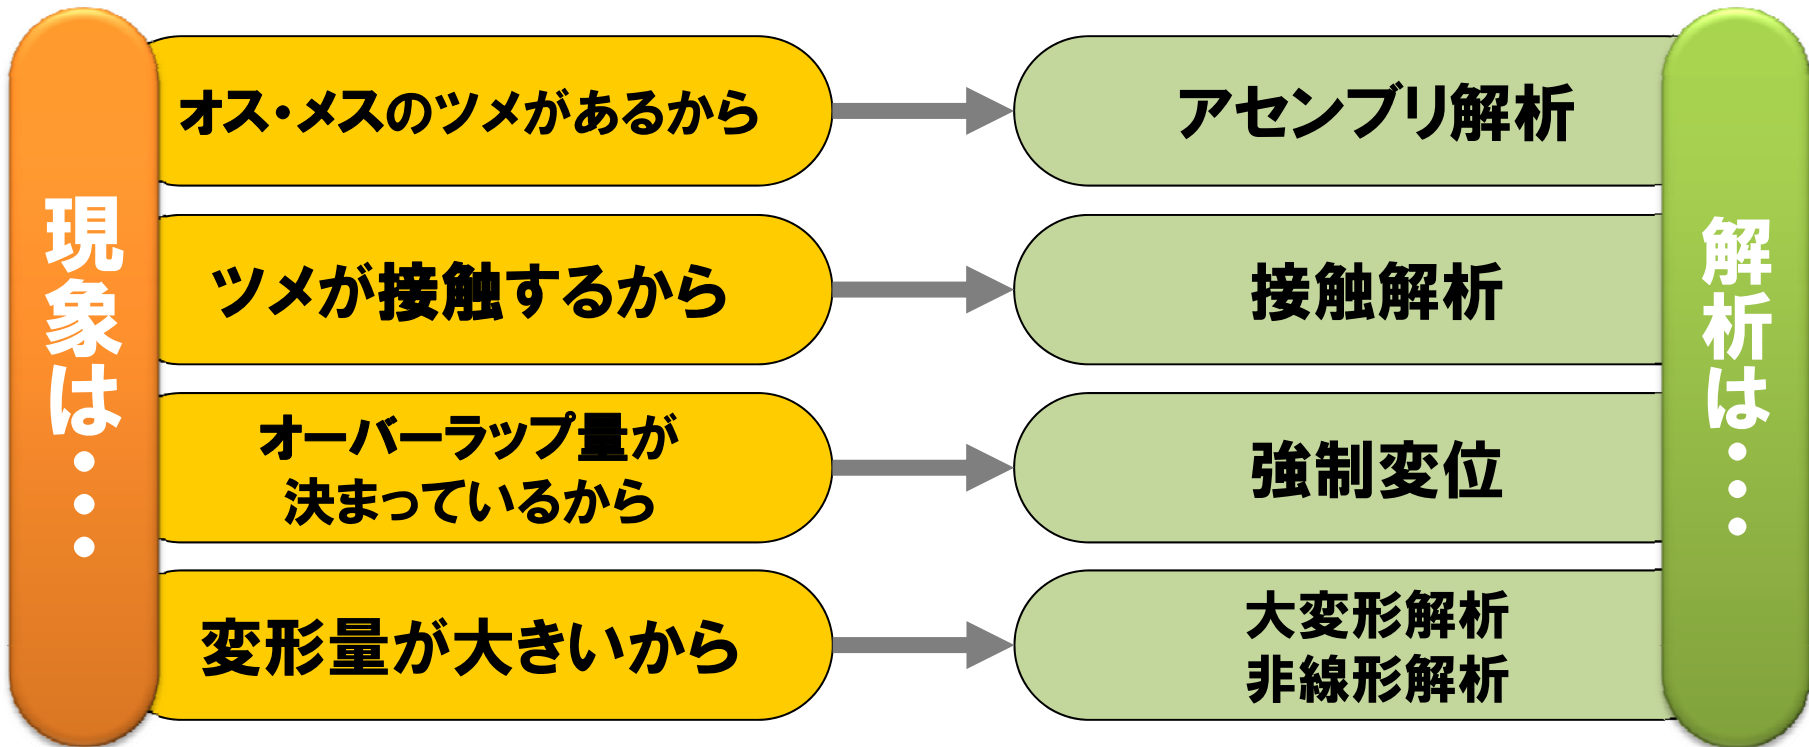 現象は・・・
オス・メスのツメがあるから
アセンブリ解析
ツメが接触するから
接触解析
オーバーラップ量が
決まっているから
強制変位
変形量が大きいから
大変形解析
非線形解析
解析は・・・